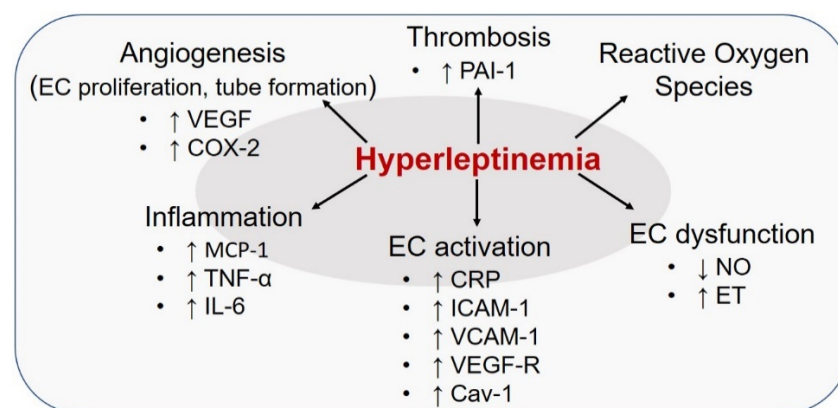 Angiogenesis
(EC proliferation, tube formation)
• ↑ VEGF
• ↑ COX-2
Thrombosis
• ↑ PAI-1
Reactive Oxygen
Species
Hyperleptinemia
Inflammation
• ↑ MCP-1
• ↑ TNF-α
• ↑ IL-6
EC activation
• ↑ CRP
• ↑ ICAM-1
• ↑ VCAM-1
• ↑ VEGF-R
• ↑ Cav-1
EC dysfunction
• ↓ NO
• ↑ ET